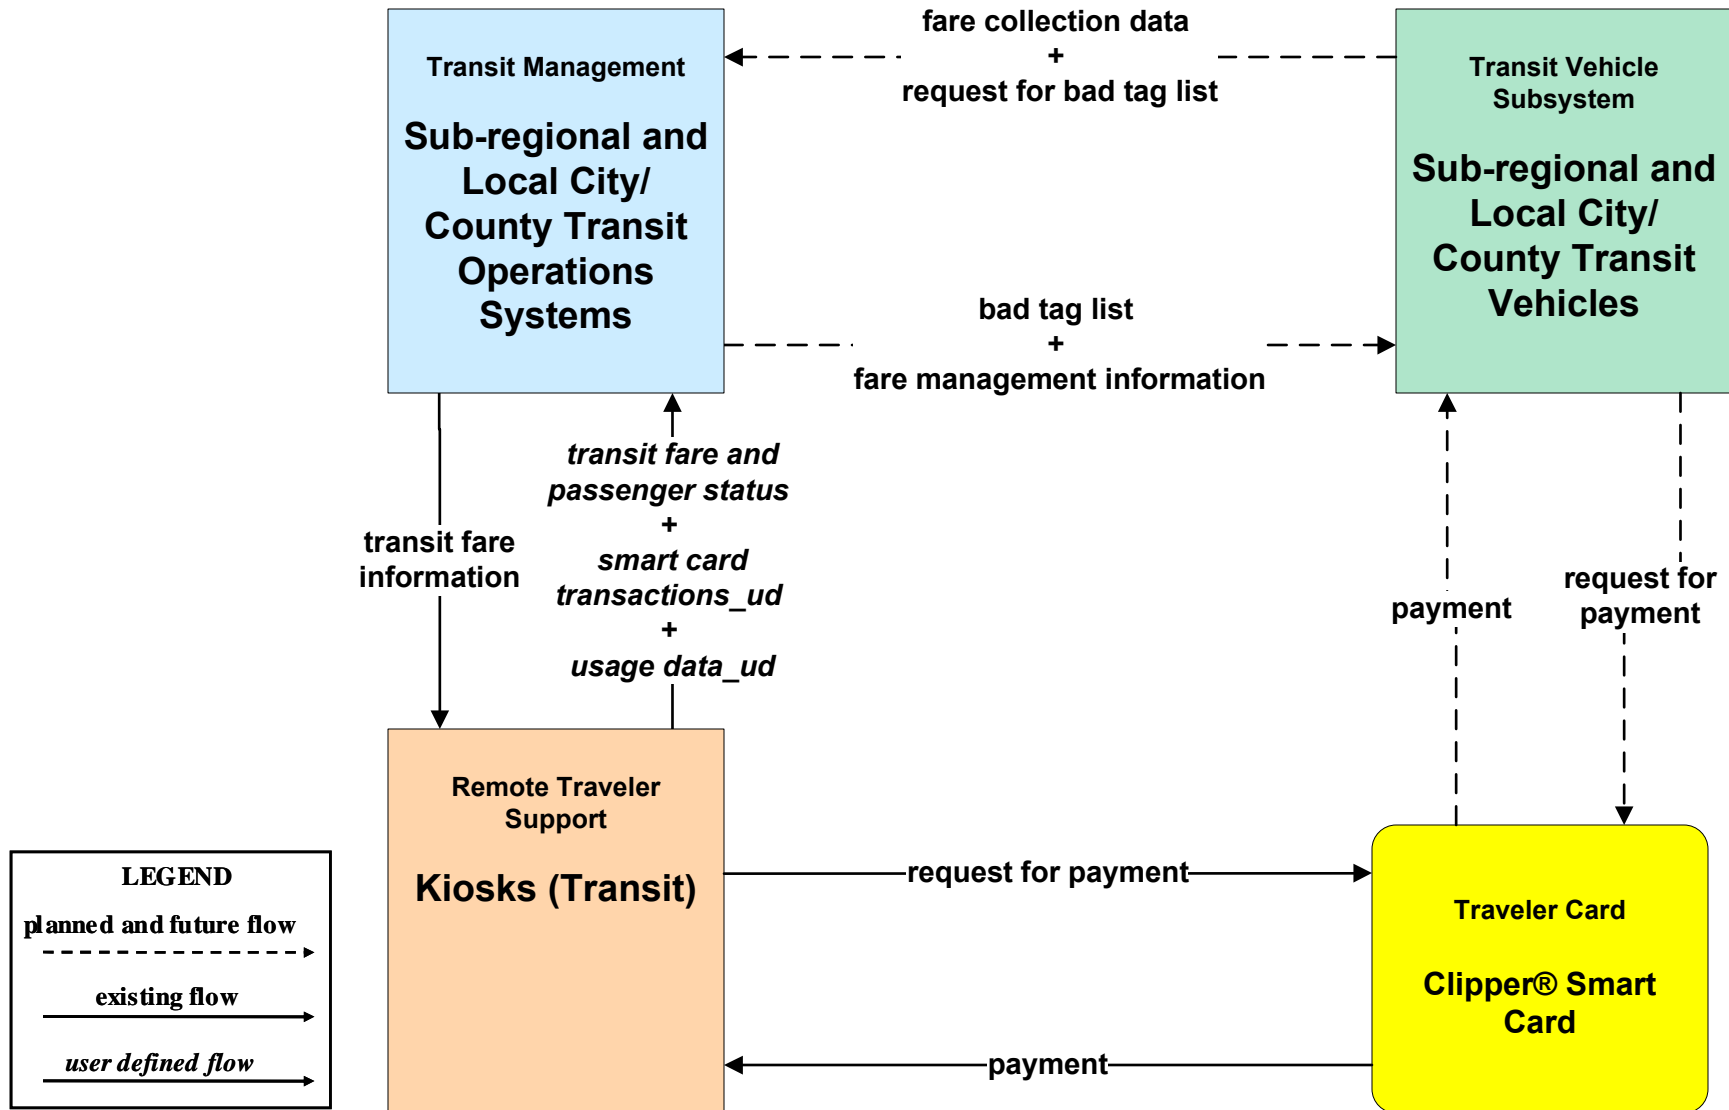 fare collection data
+
request for bad tag list
Transit Management
Sub-regional and
Local City/
County Transit
Operations
Systems
Transit Vehicle
Subsystem
Sub-regional and
Local City/
County Transit
Vehicles
bad tag list
+
fare management information
transit fare
information
transit fare and
passenger status
+
smart card
transactions_ud
+
usage data_ud
payment
request for
payment
Remote Traveler
Support
Kiosks (Transit)
request for payment
payment
Traveler Card
Clipper® Smart
Card
LEGEND
planned and future flow
existing flow
user defined flow